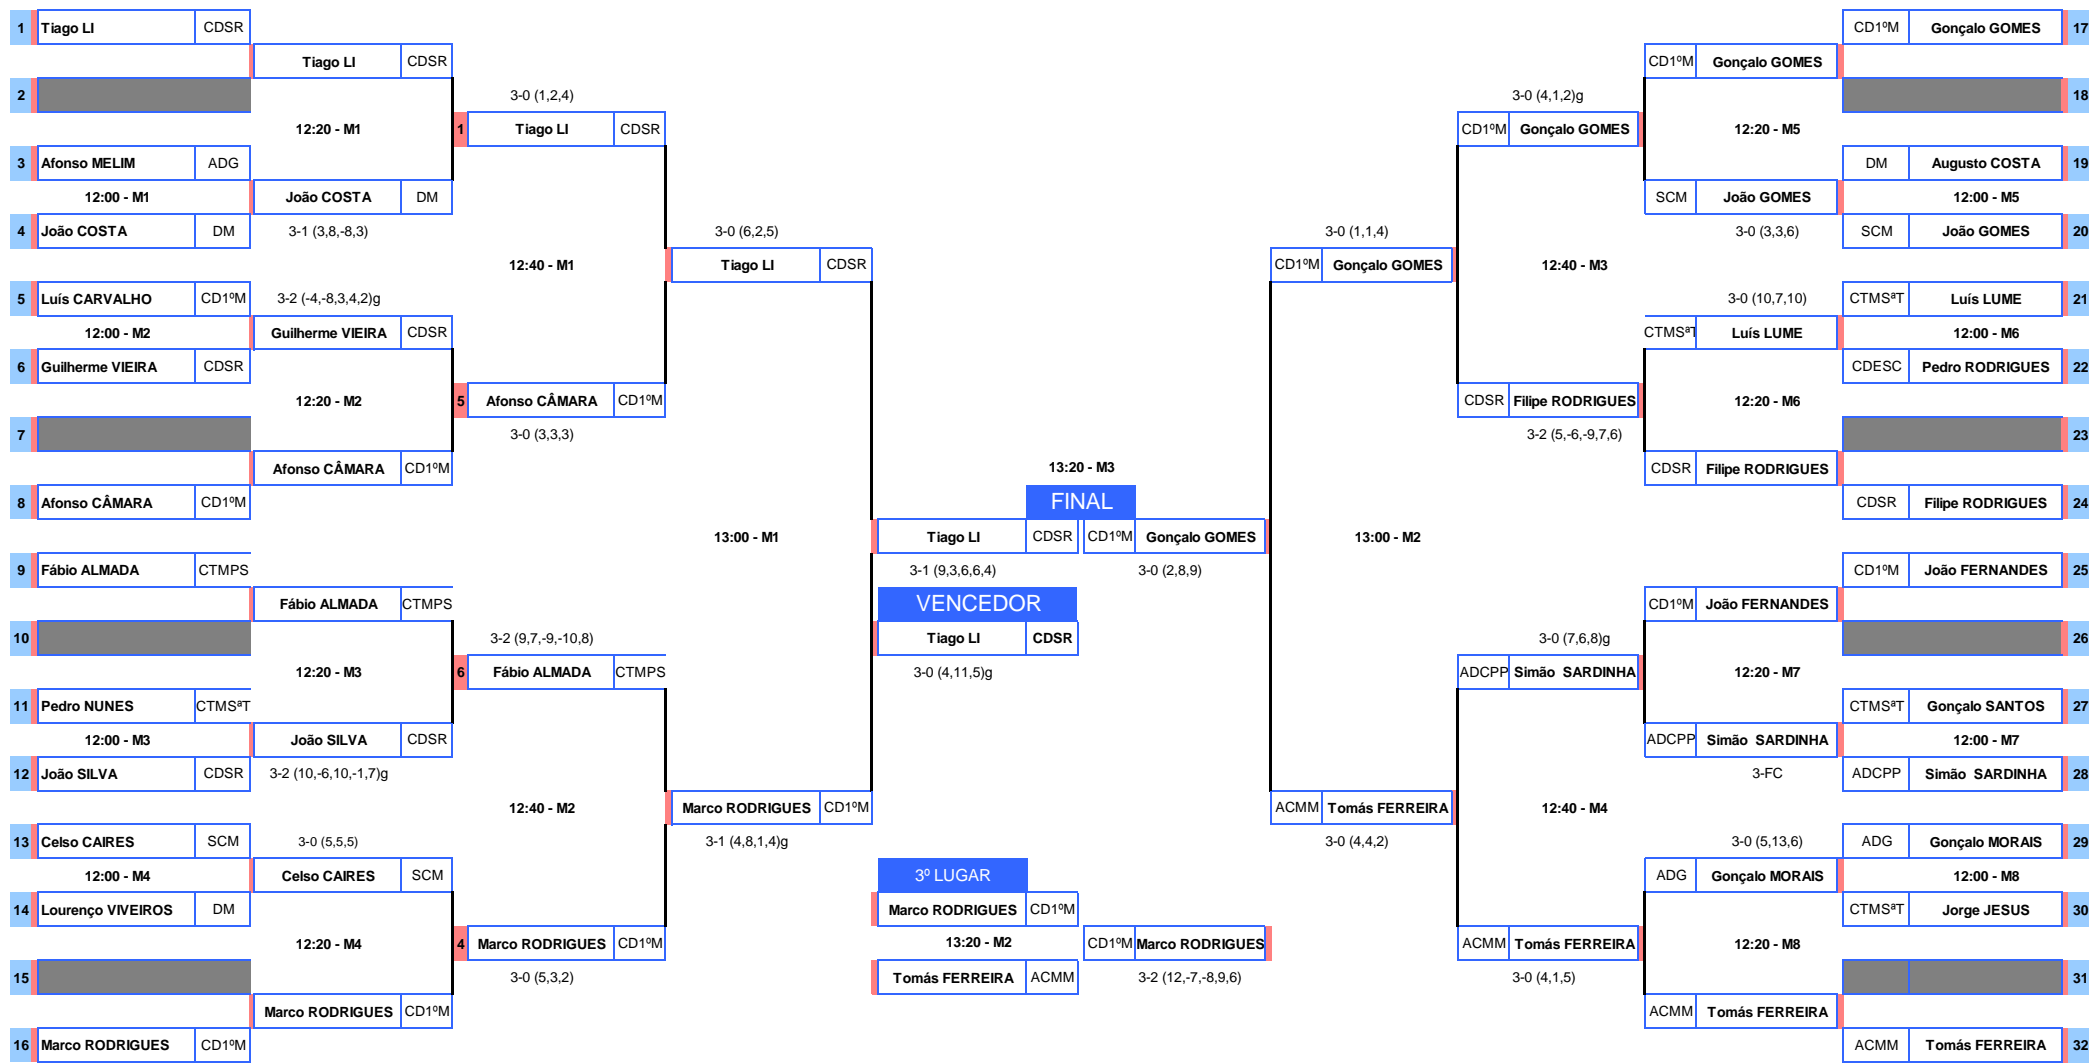 1 Tiago LI CDSR CD1ºM Gonçalo GOMES 17
Tiago LI CDSR CD1ºM Gonçalo GOMES
2 3-0 (1,2,4) 3-0 (4,1,2)g 18
12:20 - M1 1 Tiago LI CDSR CD1ºM Gonçalo GOMES 12:20 - M5
3 Afonso MELIM ADG DM Augusto COSTA 19
12:00 - M1 João COSTA DM SCM João GOMES 12:00 - M5
4 João COSTA DM 3-1 (3,8,-8,3) 3-0 (6,2,5) 3-0 (1,1,4) 3-0 (3,3,6) SCM João GOMES 20
12:40 - M1 Tiago LI CDSR CD1ºM Gonçalo GOMES 12:40 - M3
5 Luís CARVALHO CD1ºM 3-2 (-4,-8,3,4,2)g 3-0 (10,7,10) CTMSªT Luís LUME 21
12:00 - M2 Guilherme VIEIRA CDSR CTMSªT Luís LUME 12:00 - M6
6 Guilherme VIEIRA CDSR CDESC Pedro RODRIGUES 22
12:20 - M2 5 Afonso CÂMARA CD1ºM CDSR Filipe RODRIGUES 12:20 - M6
7 3-0 (3,3,3) 3-2 (5,-6,-9,7,6) 23
Afonso CÂMARA CD1ºM 13:20 - M3 CDSR Filipe RODRIGUES
8 Afonso CÂMARA CD1ºM FINAL CDSR Filipe RODRIGUES 24
13:00 - M1 Tiago LI CDSR CD1ºM Gonçalo GOMES 13:00 - M2
9 Fábio ALMADA CTMPS 3-1 (9,3,6,6,4) 3-0 (2,8,9) CD1ºM João FERNANDES 25
Fábio ALMADA CTMPS VENCEDOR CD1ºM João FERNANDES
10 3-2 (9,7,-9,-10,8) Tiago LI CDSR 3-0 (7,6,8)g 26
12:20 - M3 6 Fábio ALMADA CTMPS 3-0 (4,11,5)g ADCPP Simão SARDINHA 12:20 - M7
11 Pedro NUNES CTMSªT CTMSªT Gonçalo SANTOS 27
12:00 - M3 João SILVA CDSR ADCPP Simão SARDINHA 12:00 - M7
12 João SILVA CDSR 3-2 (10,-6,10,-1,7)g 3-FC ADCPP Simão SARDINHA 28
12:40 - M2 Marco RODRIGUES CD1ºM ACMM Tomás FERREIRA 12:40 - M4
13 Celso CAIRES SCM 3-0 (5,5,5) 3-1 (4,8,1,4)g 3-0 (4,4,2) 3-0 (5,13,6) ADG Gonçalo MORAIS 29
12:00 - M4 Celso CAIRES SCM 3º LUGAR ADG Gonçalo MORAIS 12:00 - M8
14 Lourenço VIVEIROS DM Marco RODRIGUES CD1ºM CTMSªT Jorge JESUS 30
12:20 - M4 4 Marco RODRIGUES CD1ºM 13:20 - M2 CD1ºM Marco RODRIGUES ACMM Tomás FERREIRA 12:20 - M8
15 3-0 (5,3,2) Tomás FERREIRA ACMM 3-2 (12,-7,-8,9,6) 3-0 (4,1,5) 31
Marco RODRIGUES CD1ºM ACMM Tomás FERREIRA
16 Marco RODRIGUES CD1ºM ACMM Tomás FERREIRA 32